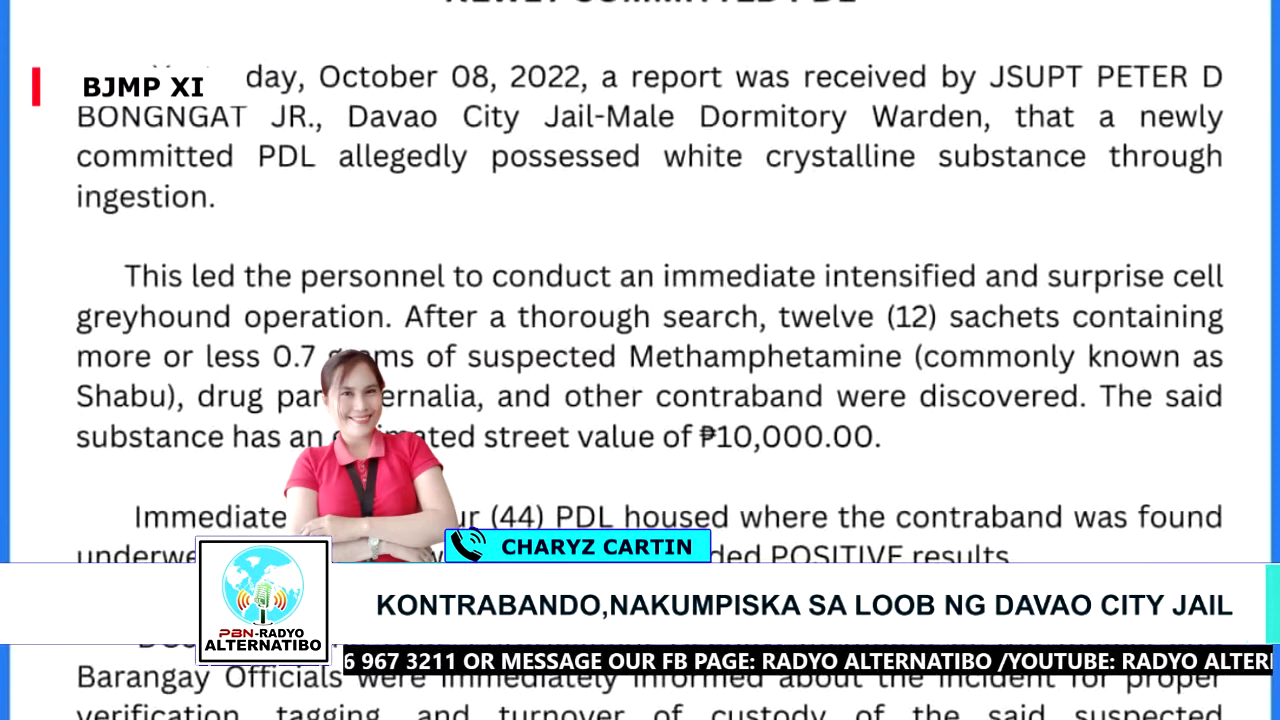 BJMP XI
day, October 08, 2022, a report was received by JSUPT PETER D
BONGNGAT JR., Davao City Jail-Male Dormitory Warden, that a newly
committed PDL allegedly possessed white crystalline substance through
ingestion.
This led the personnel to conduct an immediate intensified and surprise cell
greyhound operation. After a thorough search, twelve (12) sachets containing
more or less 0.7 of suspected Methamphetamine (commonly known as
Shabu), drug and other contraband were discovered. The said
substance has an street value of ₱10,000.00.
Immediate (44) PDL housed where the contraband was found
POSITIVE results.
CHARYZ CARTIN
PBN-RADYO
ALTERNATIBO
KONTRABANDO,NAKUMPISKA SA LOOB NG DAVAO CITY JAIL
6 967 3211 OR MESSAGE OUR FB PAGE: RADYO ALTERNATIBO /YOUTUBE: RADYO ALTERN
Barangay Officials were immediately informed about the incident for proper
verification, tagging, and turnover of custody of the said suspected